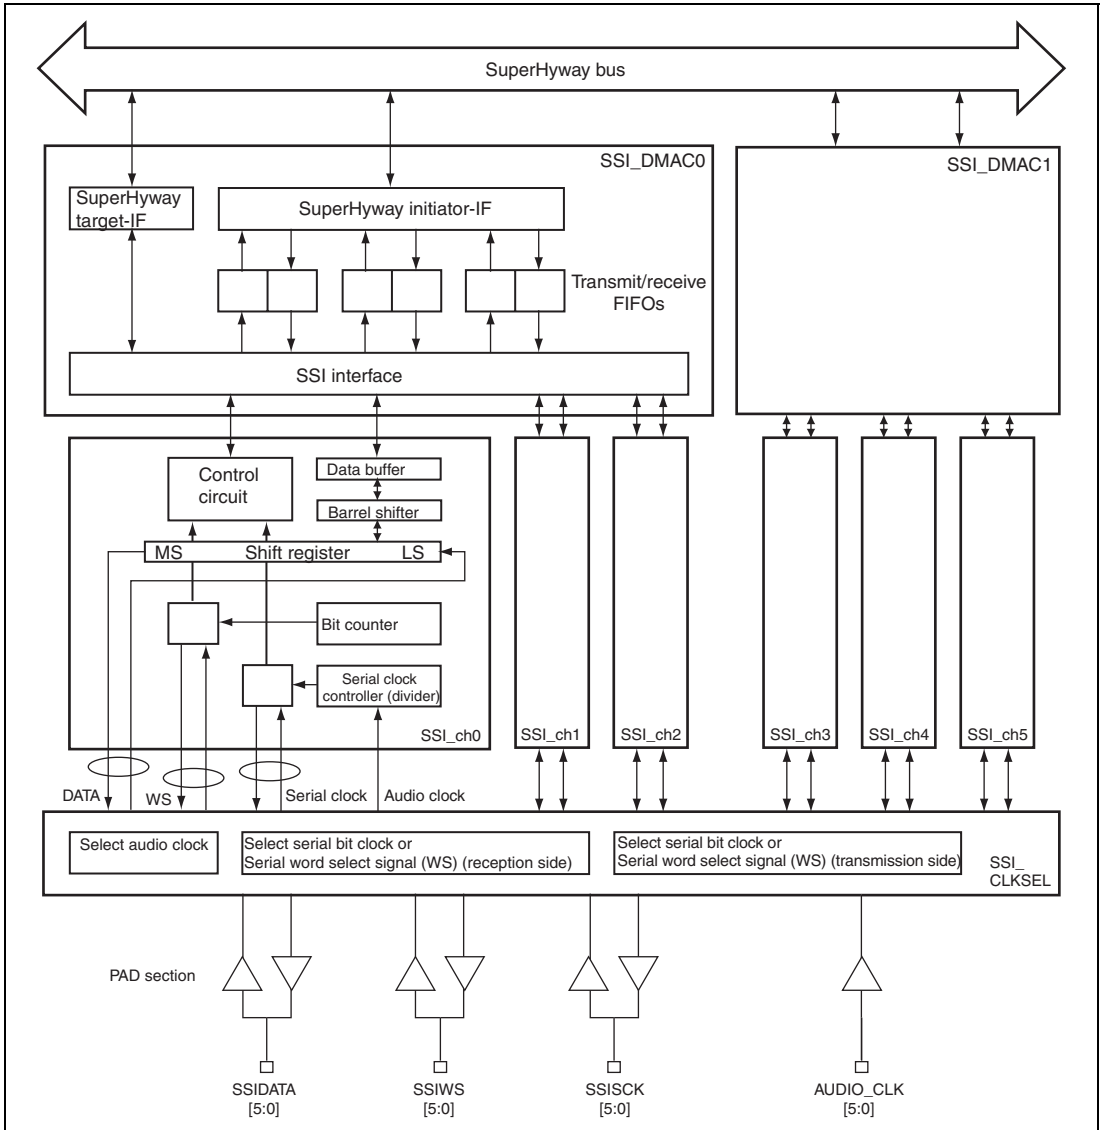 SuperHyway bus
SSI_DMAC0
SSI_DMAC1
SuperHyway
target-IF
SuperHyway initiator-IF
Transmit/receive
FIFOs
SSI interface
Control
circuit
Data buffer
Barrel shifter
MS Shift register LS
Bit counter
Serial clock
controller (divider)
SSI_ch0
SSI_ch1
SSI_ch2
SSI_ch3
SSI_ch4
SSI_ch5
DATA
WS
Serial clock
Audio clock
Select audio clock
Select serial bit clock or
Serial word select signal (WS) (reception side)
Select serial bit clock or
Serial word select signal (WS) (transmission side)
SSI_
CLKSEL
PAD section
SSIDATA
[5:0]
SSIWS
[5:0]
SSISCK
[5:0]
AUDIO_CLK
[5:0]